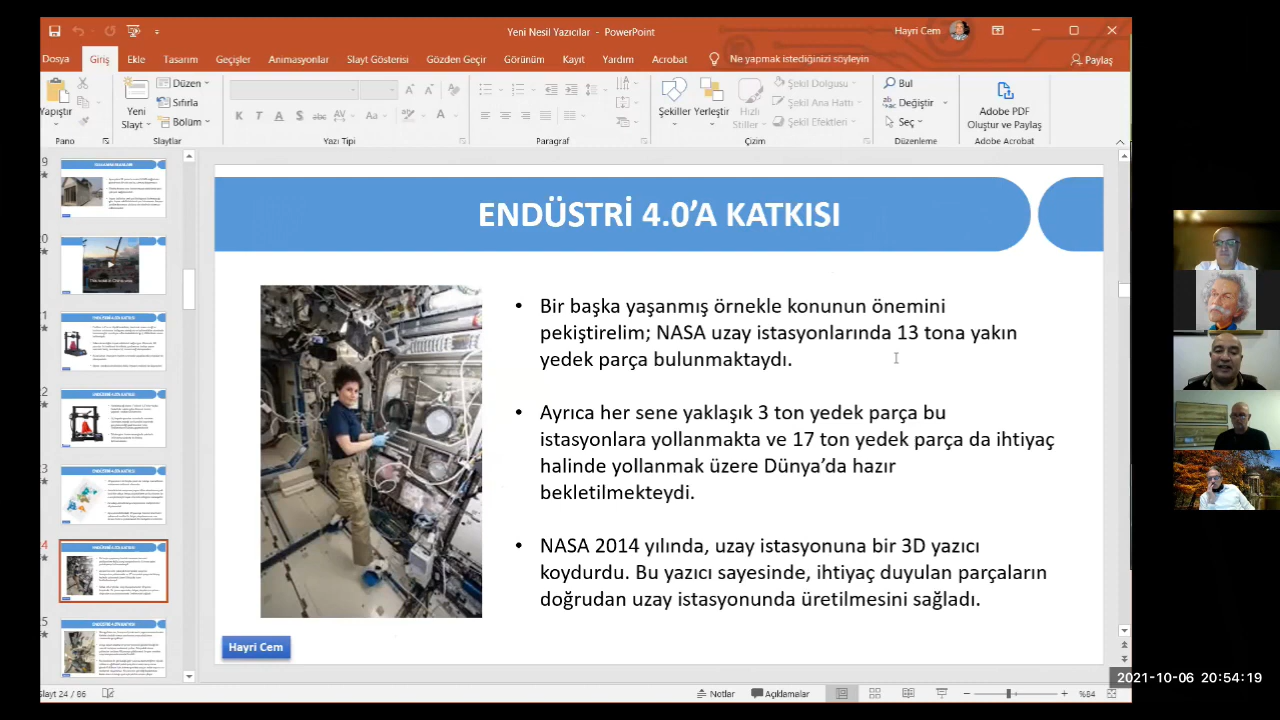 Yeni Nesil Yazıcılar - PowerPoint
Hayri Cem
Dosya Giriş Ekle Tasarım Geçişler Animasyonlar Slayt Gösterisi Gözden Geçir Görünüm Kayıt Yardım Acrobat Ne yapmak istediğinizi söyleyin Paylaş
Yapıştır
Yeni Slayt
Düzen
Sıfırla
Bölüm
K T A S abc AV Aa A
Şekiller Yerleştir Hızlı Stiller
Şekil Dolgusu
Şekil Ana Hattı
Şekil Efektleri
Bul
Değiştir
Seç
Adobe PDF
Oluştur ve Paylaş
Pano Slaytlar Yazı Tipi Paragraf Çizim Düzenleme Adobe Acrobat
ENDÜSTRİ 4.0’A KATKISI
• Bir başka yaşanmış örnekle konunun önemini
pekiştirelim; NASA uzay istasyonlarında 13 tona yakın
yedek parça bulunmaktaydı.
• Ayrıca her sene yaklaşık 3 ton yedek parça bu
istasyonlara yollanmakta ve 17 ton yedek parça da ihtiyaç
halinde yollanmak üzere Dünya’da hazır
bekletilmekteydi.
• NASA 2014 yılında, uzay istasyonuna bir 3D yazıcı
koydurdu. Bu yazıcı sayesinde ihtiyaç duyulan parçaların
doğrudan uzay istasyonunda üretilmesini sağladı.
Hayri Cem
Slayt 24 / 86
Notlar Açıklamalar %84
2021-10-06 20:54:19